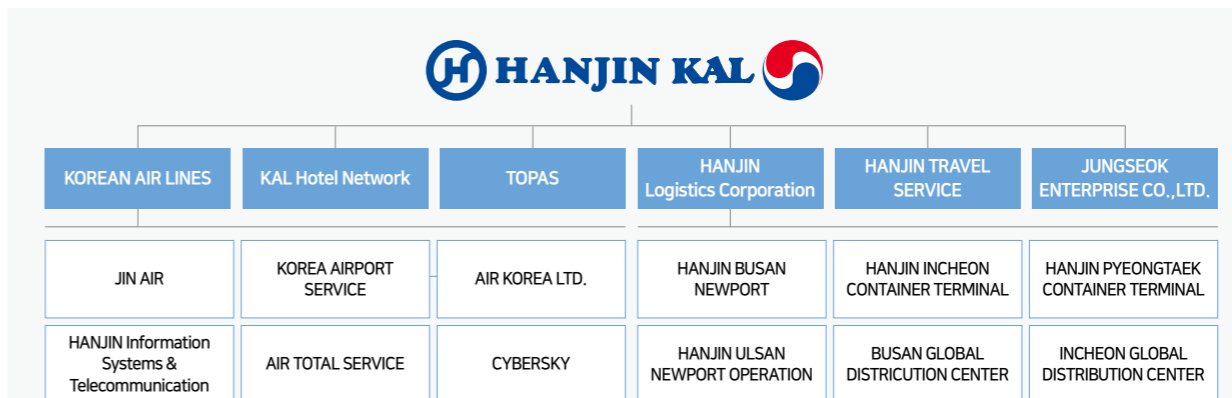 HANJIN KAL
KOREAN AIR LINES
KAL Hotel Network
TOPAS
HANJIN
Logistics Corporation
HANJIN TRAVEL
SERVICE
JUNGSEOK
ENTERPRISE CO.,LTD.
JIN AIR
KOREA AIRPORT
SERVICE
AIR KOREA LTD.
HANJIN BUSAN
NEWPORT
HANJIN INCHEON
CONTAINER TERMINAL
HANJIN PYEONGTAEK
CONTAINER TERMINAL
HANJIN Information
Systems &
Telecommunication
AIR TOTAL SERVICE
CYBERSKY
HANJIN ULSAN
NEWPORT OPERATION
BUSAN GLOBAL
DISTRICUTION CENTER
INCHEON GLOBAL
DISTRIBUTION CENTER